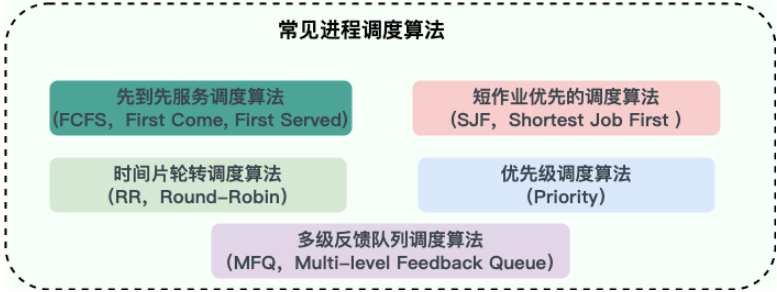 常见进程调度算法
先到先服务调度算法
（FCFS，First Come, First Served)
短作业优先的调度算法
（SJF，Shortest Job First ）
时间片轮转调度算法
（RR，Round-Robin）
优先级调度算法
（Priority）
多级反馈队列调度算法
（MFQ，Multi-level Feedback Queue）